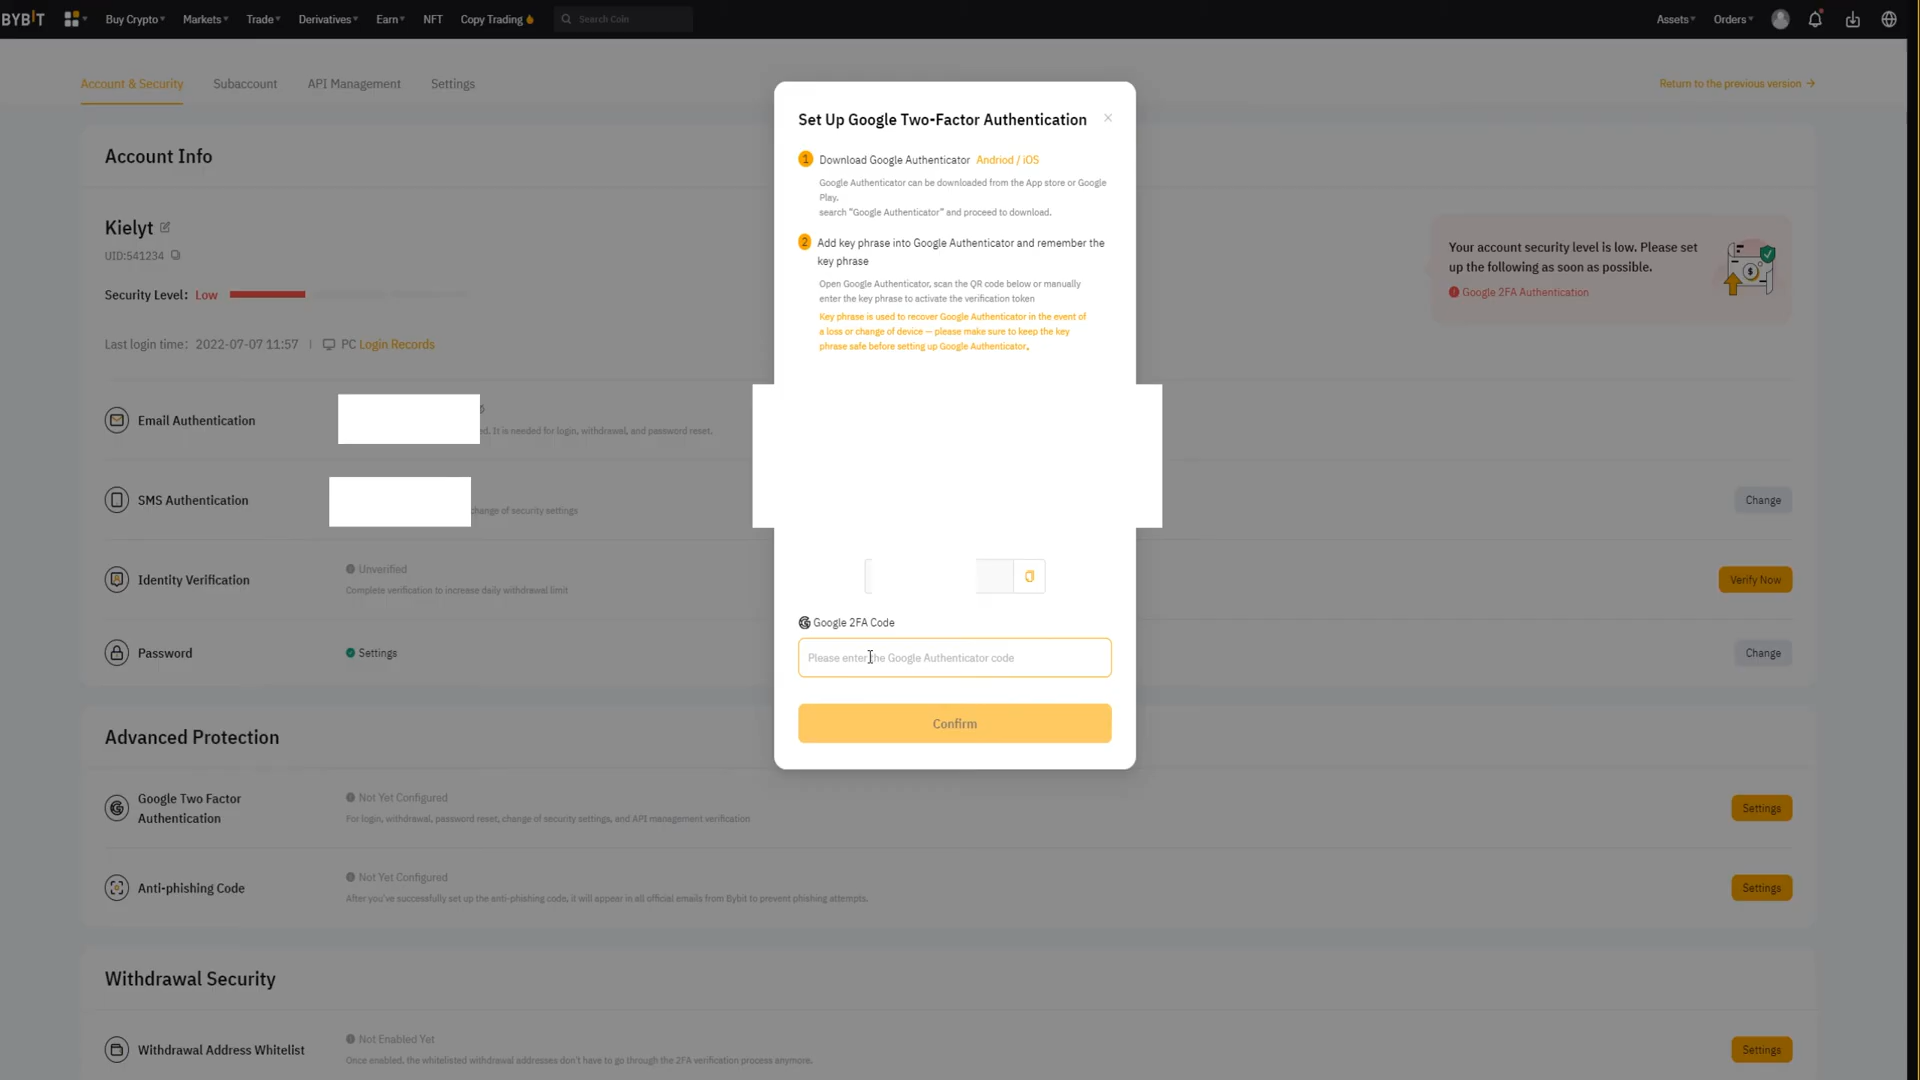 BYBIT Buy Crypto Markets Trade Derivatives Earn NFT Copy Trading Search Coin Assets Orders
Account & Security Subaccount API Management Settings Return to the previous version →
Account Info
Kielyt
UID:541234
Security Level: Low
Last login time: 2022-07-07 11:57 | PC Login Records
Your account security level is low. Please set
up the following as soon as possible.
Google 2FA Authentication
Email Authentication
ed. It is needed for login, withdrawal, and password reset.
SMS Authentication
change of security settings
Change
Identity Verification
Unverified
Complete verification to increase daily withdrawal limit
Verify Now
Password
Settings
Change
Advanced Protection
Google Two Factor
Authentication
Not Yet Configured
For login, withdrawal, password reset, change of security settings, and API management verification
Settings
Anti-phishing Code
Not Yet Configured
After you've successfully set up the anti-phishing code, it will appear in all official emails from Bybit to prevent phishing attempts.
Settings
Withdrawal Security
Withdrawal Address Whitelist
Not Enabled Yet
Once enabled, the whitelisted withdrawal addresses don't have to go through the 2FA verification process anymore.
Settings
Set Up Google Two-Factor Authentication
1 Download Google Authenticator Andriod / iOS
Google Authenticator can be downloaded from the App store or Google
Play.
search "Google Authenticator" and proceed to download.
2 Add key phrase into Google Authenticator and remember the
key phrase
Open Google Authenticator, scan the QR code below or manually
enter the key phrase to activate the verification token
Key phrase is used to recover Google Authenticator in the event of
a loss or change of device — please make sure to keep the key
phrase safe before setting up Google Authenticator.
Google 2FA Code
Please enter the Google Authenticator code
Confirm